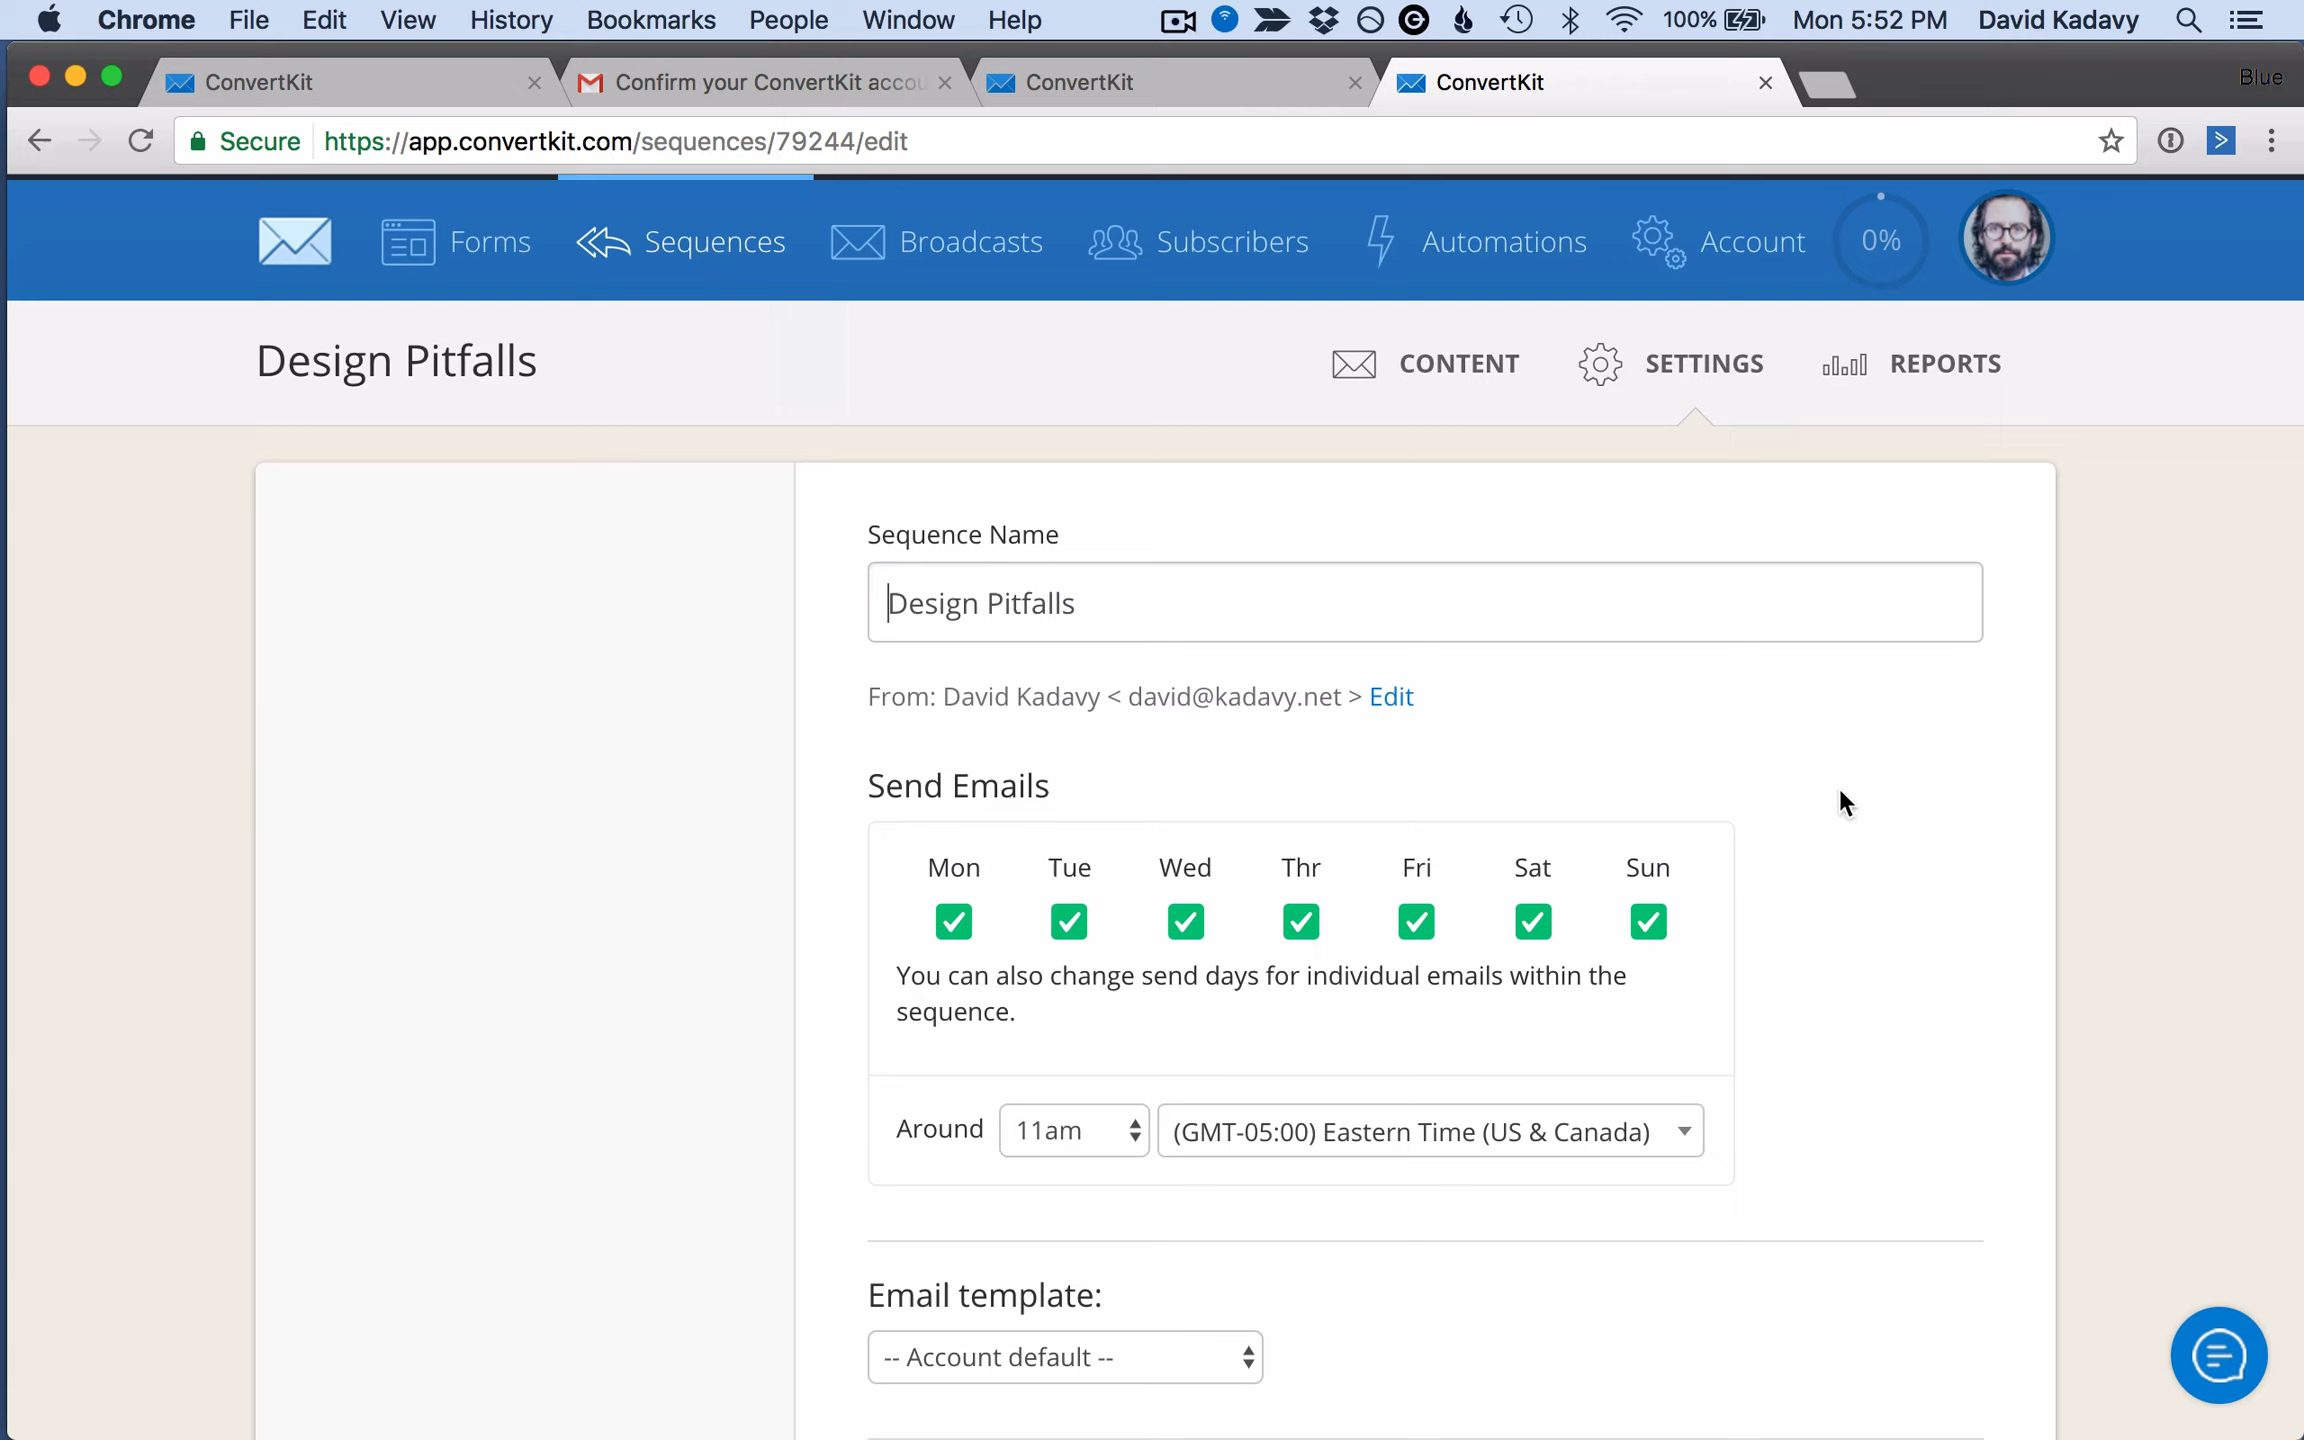 Chrome File Edit View History Bookmarks People Window Help 100% Mon 5:52 PM David Kadavy
ConvertKit Confirm your ConvertKit accou ConvertKit ConvertKit Blue
Secure https://app.convertkit.com/sequences/79244/edit
Forms Sequences Broadcasts Subscribers Automations Account 0%
Design Pitfalls CONTENT SETTINGS REPORTS
Sequence Name
Design Pitfalls
From: David Kadavy < david@kadavy.net > Edit
Send Emails
Mon Tue Wed Thr Fri Sat Sun
You can also change send days for individual emails within the
sequence.
Around 11am (GMT-05:00) Eastern Time (US & Canada)
Email template:
-- Account default --